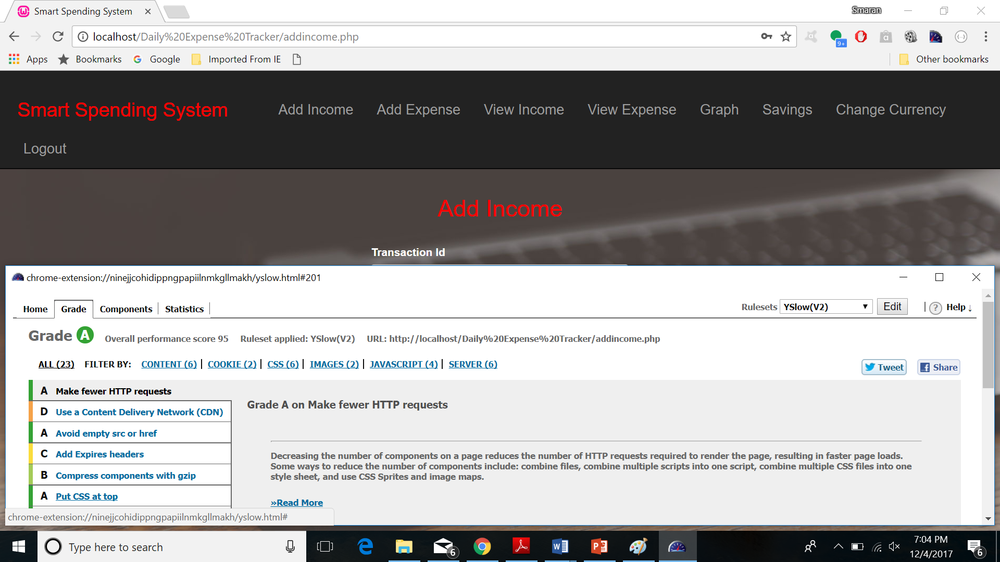 Smart Spending System
Smaran
localhost/Daily%20Expense%20Tracker/addincome.php
9+
Apps Bookmarks Google Imported From IE Other bookmarks
Smart Spending System Add Income Add Expense View Income View Expense Graph Savings Change Currency
Logout
Add Income
Transaction Id
chrome-extension://ninejjcohidippngpapiilnmkgllmakh/yslow.html#201
Home Grade Components Statistics Rulesets YSlow(V2) Edit ? Help ↓
Grade A Overall performance score 95 Ruleset applied: YSlow(V2) URL: http://localhost/Daily%20Expense%20Tracker/addincome.php
ALL (23) FILTER BY: CONTENT (6) | COOKIE (2) | CSS (6) | IMAGES (2) | JAVASCRIPT (4) | SERVER (6)
Tweet Share
A Make fewer HTTP requests
D Use a Content Delivery Network (CDN)
A Avoid empty src or href
C Add Expires headers
B Compress components with gzip
A Put CSS at top
Grade A on Make fewer HTTP requests
Decreasing the number of components on a page reduces the number of HTTP requests required to render the page, resulting in faster page loads.
Some ways to reduce the number of components include: combine files, combine multiple scripts into one script, combine multiple CSS files into one
style sheet, and use CSS Sprites and image maps.
»Read More
chrome-extension://ninejjcohidippngpapiilnmkgllmakh/yslow.html#
Type here to search
6
7:04 PM
12/4/2017
6